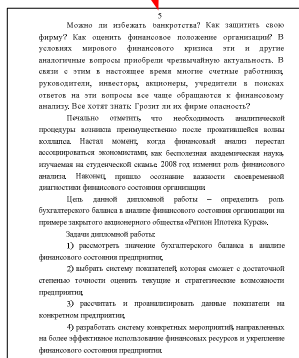 5
Можно ли избежать банкротства? Как защитить свою
фирму? Как оценить финансовое положение организации? В
условиях мирового финансового кризиса эти и другие
аналогичные вопросы приобрели чрезвычайную актуальность. В
связи с этим в настоящее время многие счетные работники,
руководители, инвесторы, акционеры, учредители в поисках
ответов на эти вопросы все чаще обращаются к финансовому
анализу. Все хотят знать: Грозит ли их фирме опасность?
Печально отметить, что необходимость аналитической
процедуры возникла преимущественно после прокатившейся волны
коллапса. Настал момент, когда финансовый анализ перестал
ассоциироваться экономистами, как бесполезная академическая наука,
изучаемая на студенческой скамье. 2008 год изменил роль финансового
анализа. Наконец, пришло осознание важности своевременной
диагностики финансового состояния организации.
Цель данной дипломной работы – определить роль
бухгалтерского баланса в анализе финансового состояния организации на
примере закрытого акционерного общества «Регион Ипотека Курск».
Задачи дипломной работы:
1) рассмотреть значение бухгалтерского баланса в анализе
финансового состояния предприятия;
2) выбрать систему показателей, которая сможет с достаточной
степенью точности оценить текущие и стратегические возможности
предприятия;
3) рассчитать и проанализировать данные показатели на
конкретном предприятии;
4) разработать систему конкретных мероприятий, направленных
на более эффективное использование финансовых ресурсов и укрепление
финансового состояния предприятия.